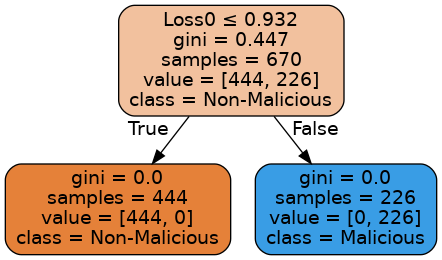 Loss0 ≤ 0.932
gini = 0.447
samples = 670
value = [444, 226]
class = Non-Malicious
True
False
gini = 0.0
samples = 444
value = [444, 0]
class = Non-Malicious
gini = 0.0
samples = 226
value = [0, 226]
class = Malicious